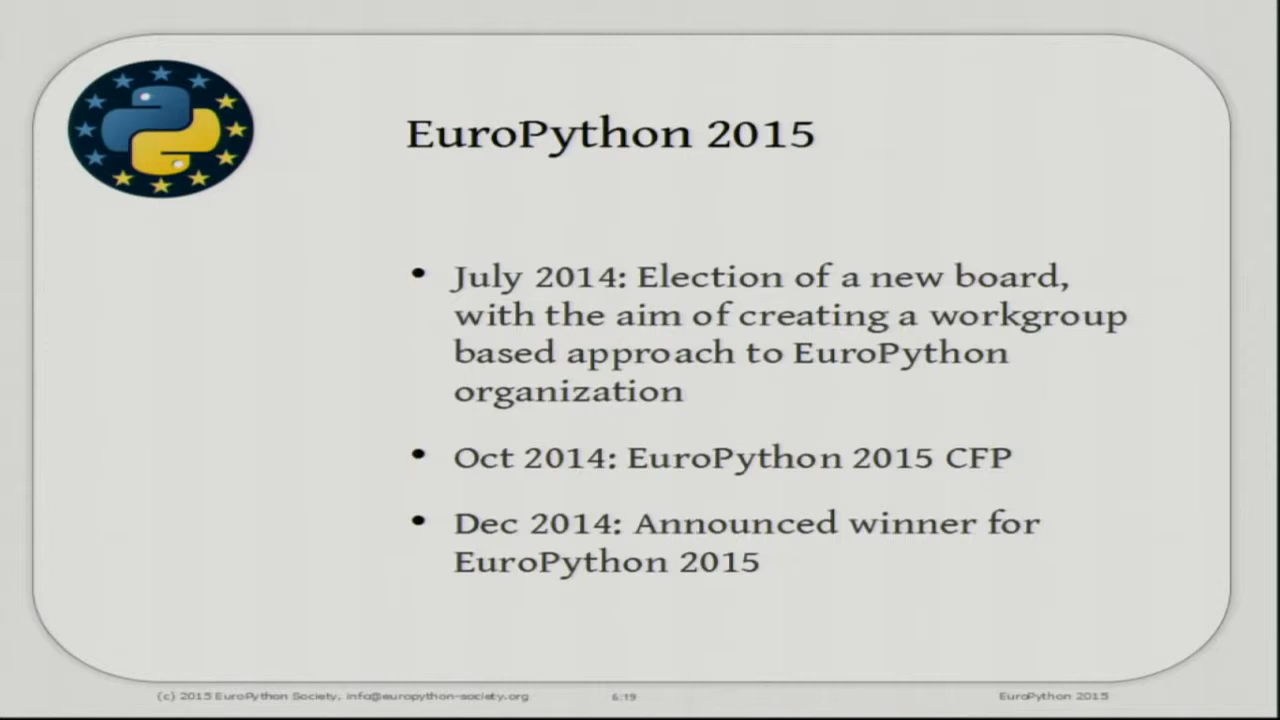 EuroPython 2015
• July 2014: Election of a new board,
with the aim of creating a workgroup
based approach to EuroPython
organization
• Oct 2014: EuroPython 2015 CFP
• Dec 2014: Announced winner for
EuroPython 2015
(c) 2015 EuroPython Society, info@europython-society.org
6:19
EuroPython 2015